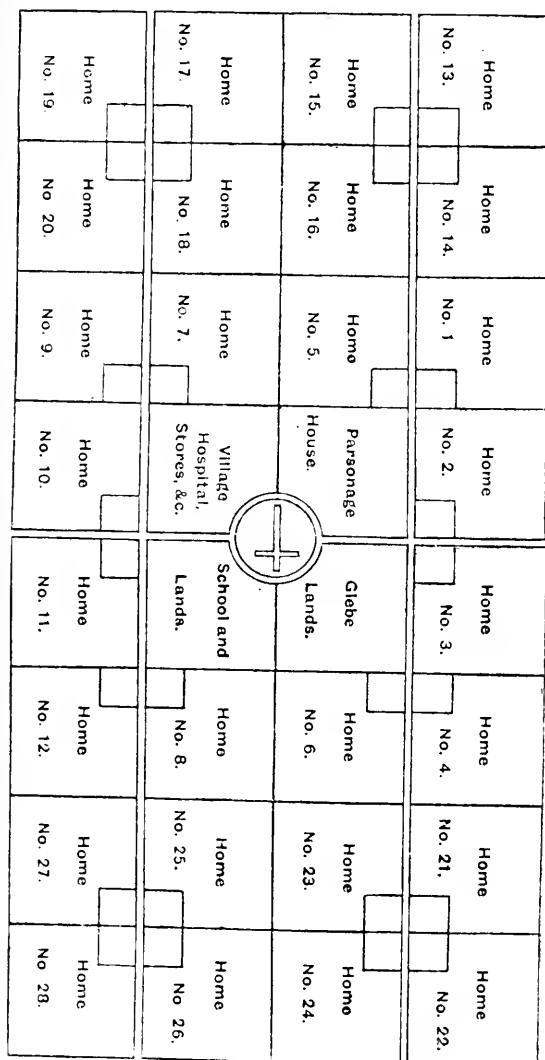 Home
No. 13.
Home
No. 14.
Home
No. 1
Home
No. 2.
Home
No. 3.
Home
No. 4.
Home
No. 21.
Home
No. 22.
Home
No. 15.
Home
No. 16.
Home
No. 5.
Parsonage
House.
Glebe
Lands.
Home
No. 6.
Home
No. 23.
Home
No. 24.
Home
No. 17.
Home
No. 18.
Home
No. 7.
Village
Hospital,
Stores, &c.
School and
Lands.
Home
No. 8.
Home
No. 25.
Home
No 26.
Home
No. 19.
Home
No 20.
Home
No. 9.
Home
No. 10.
Home
No. 11.
Home
No. 12.
Home
No. 27.
Home
No 28.